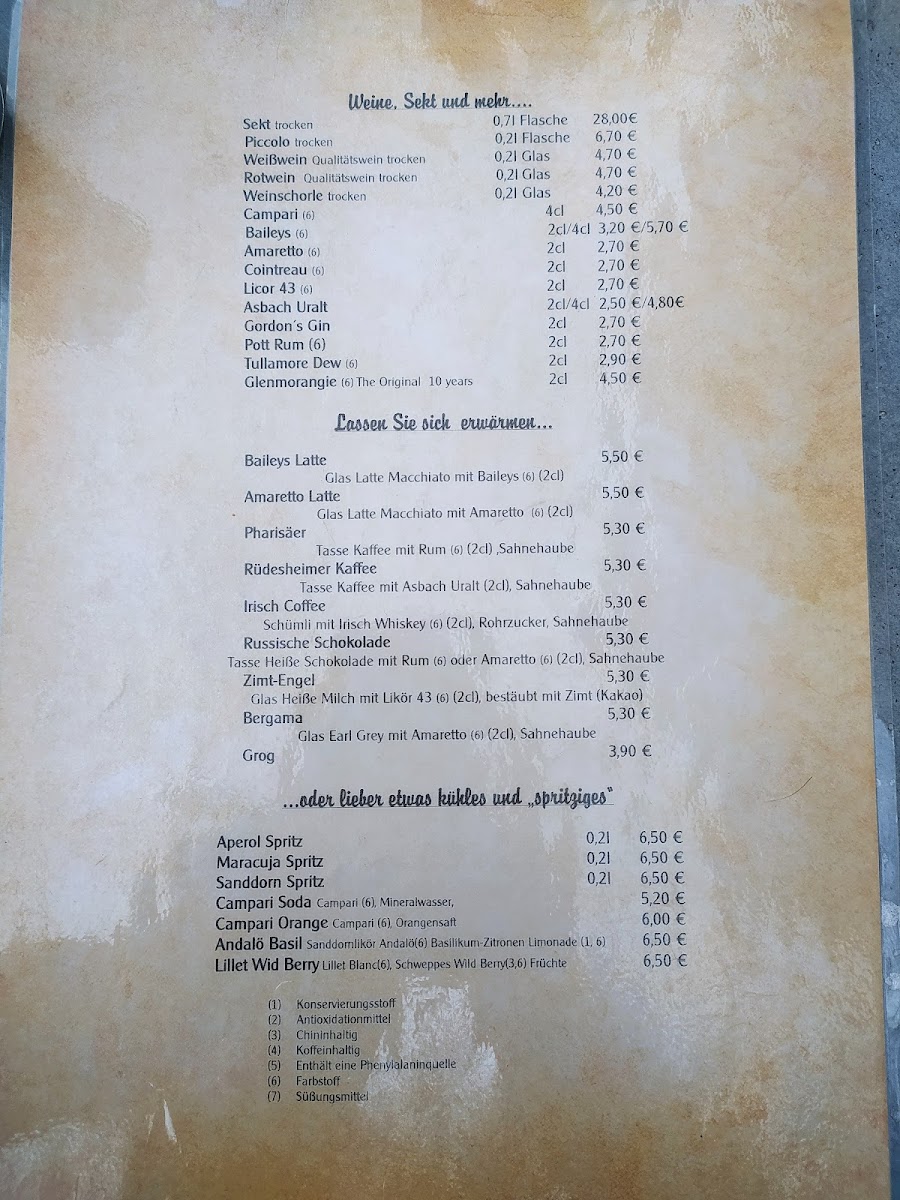 Weine, Sekt und mehr....
Sekt trocken 0,7l Flasche 28,00€
Piccolo trocken 0,2l Flasche 6,70 €
Weißwein Qualitätswein trocken 0,2l Glas 4,70 €
Rotwein Qualitätswein trocken 0,2l Glas 4,70 €
Weinschorle trocken 0,2l Glas 4,20 €
Campari (6) 4cl 4,50 €
Baileys (6) 2cl/4cl 3,20 €/5,70 €
Amaretto (6) 2cl 2,70 €
Cointreau (6) 2cl 2,70 €
Licor 43 (6) 2cl 2,70 €
Asbach Uralt 2cl/4cl 2,50 €/4,80€
Gordon´s Gin 2cl 2,70 €
Pott Rum (6) 2cl 2,70 €
Tullamore Dew (6) 2cl 2,90 €
Glenmorangie (6) The Original 10 years 2cl 4,50 €
Lassen Sie sich erwärmen...
Baileys Latte 5,50 €
Glas Latte Macchiato mit Baileys (6) (2cl)
Amaretto Latte 5,50 €
Glas Latte Macchiato mit Amaretto (6) (2cl)
Pharisäer 5,30 €
Tasse Kaffee mit Rum (6) (2cl) ,Sahnehaube
Rüdesheimer Kaffee 5,30 €
Tasse Kaffee mit Asbach Uralt (2cl), Sahnehaube
Irisch Coffee 5,30 €
Schümli mit Irisch Whiskey (6) (2cl), Rohrzucker, Sahnehaube
Russische Schokolade 5,30 €
Tasse Heiße Schokolade mit Rum (6) oder Amaretto (6) (2cl), Sahnehaube
Zimt-Engel 5,30 €
Glas Heiße Milch mit Likör 43 (6) (2cl), bestäubt mit Zimt (Kakao)
Bergama 5,30 €
Glas Earl Grey mit Amaretto (6) (2cl), Sahnehaube
Grog 3,90 €
...oder lieber etwas kühles und „spritziges“
Aperol Spritz 0,2l 6,50 €
Maracuja Spritz 0,2l 6,50 €
Sanddorn Spritz 0,2l 6,50 €
Campari Soda Campari (6), Mineralwasser, 5,20 €
Campari Orange Campari (6), Orangensaft 6,00 €
Andalö Basil Sanddornlikör Andalö(6) Basilikum-Zitronen Limonade (1, 6) 6,50 €
Lillet Wid Berry Lillet Blanc(6), Schweppes Wild Berry(3,6) Früchte 6,50 €
(1) Konservierungsstoff
(2) Antioxidationmittel
(3) Chininhaltig
(4) Koffeinhaltig
(5) Enthält eine Phenylalaninquelle
(6) Farbstoff
(7) Süßungsmittel